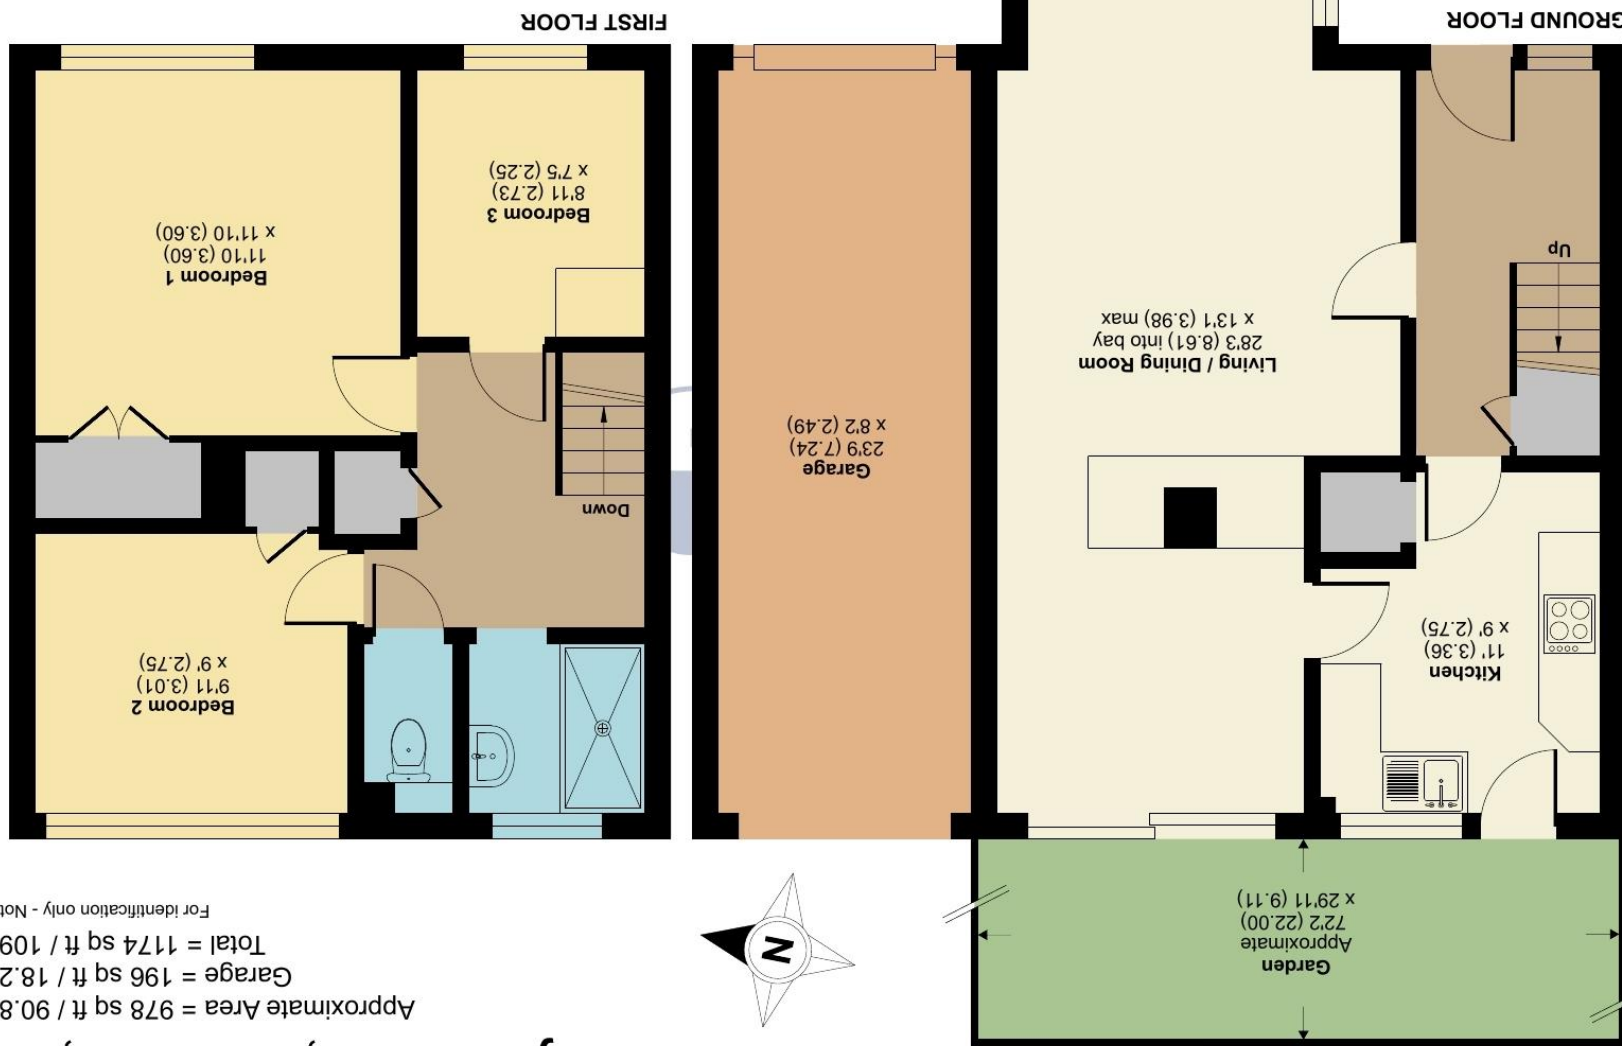 Approximate Area = 978 sq ft / 90.8
Garage = 196 sq ft / 18.2
Total = 1174 sq ft / 109
For identification only - Not
Garden
Approximate
72'2 (22.00)
x 29'11 (9.11)
N
Kitchen
11' (3.36)
x 9' (2.75)
Living / Dining Room
28'3 (8.61) into bay
x 13'1 (3.98) max
Up
Garage
23'9 (7.24)
x 8'2 (2.49)
GROUND FLOOR
Bedroom 2
9'11 (3.01)
x 9' (2.75)
Down
Bedroom 1
11'10 (3.60)
x 11'10 (3.60)
Bedroom 3
8'11 (2.73)
x 7'5 (2.25)
FIRST FLOOR